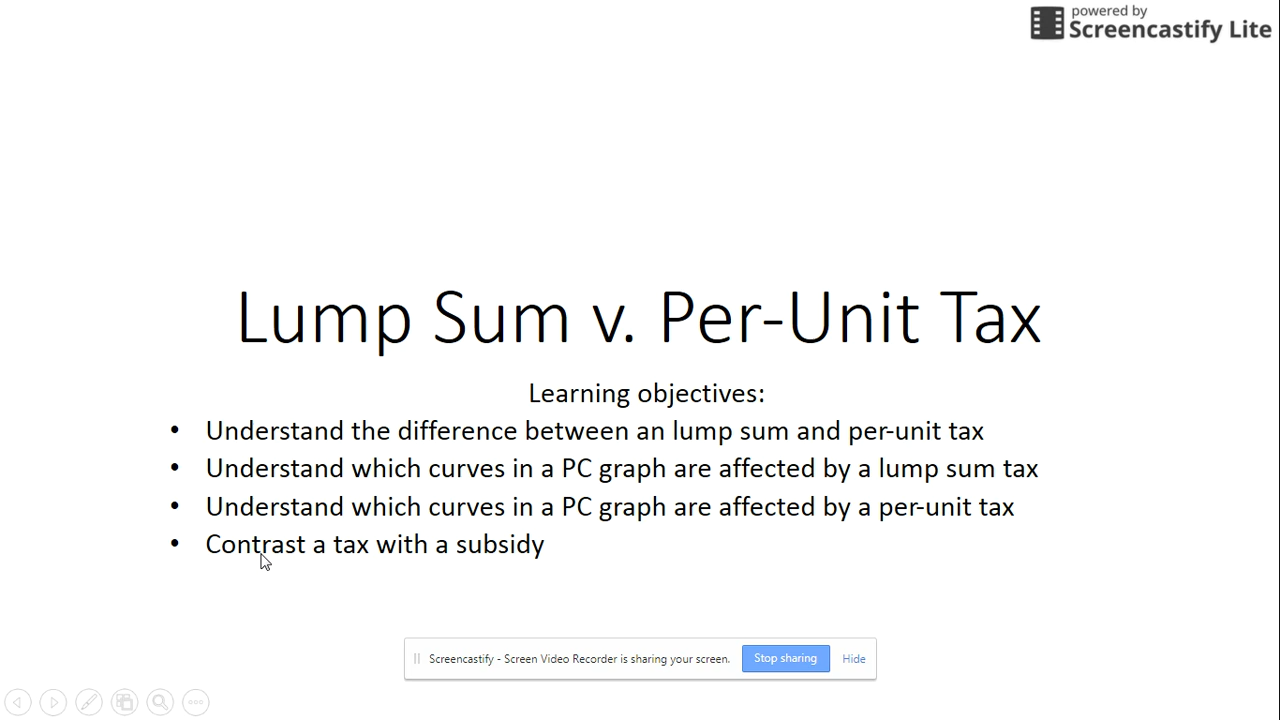 powered by
Screencastify Lite
Lump Sum v. Per-Unit Tax
Learning objectives:
• Understand the difference between an lump sum and per-unit tax
• Understand which curves in a PC graph are affected by a lump sum tax
• Understand which curves in a PC graph are affected by a per-unit tax
• Contrast a tax with a subsidy
Screencastify - Screen Video Recorder is sharing your screen. Stop sharing Hide